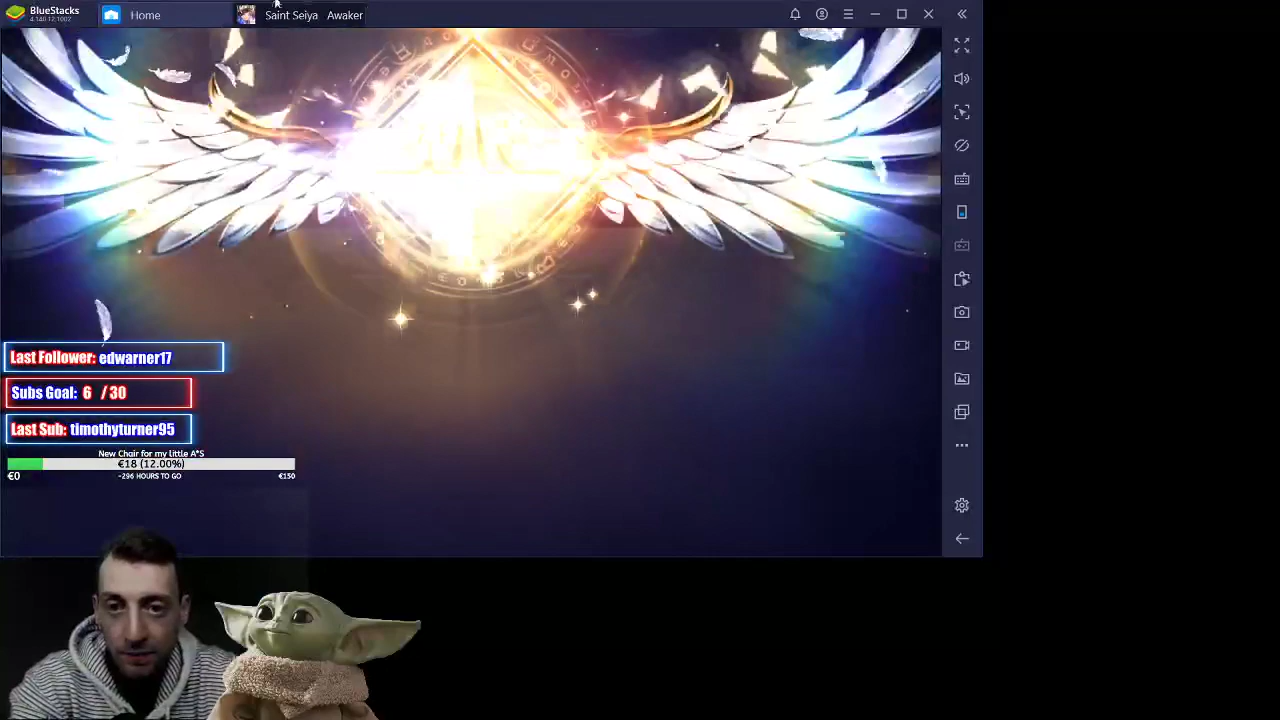 BlueStacks
4.140.12.1002
Home
Saint Seiya Awaker
Last Follower: edwarner17
Subs Goal: 6 / 30
Last Sub: timothyturner95
New Chair for my little A*S
€18 (12.00%)
€0 -296 HOURS TO GO €150